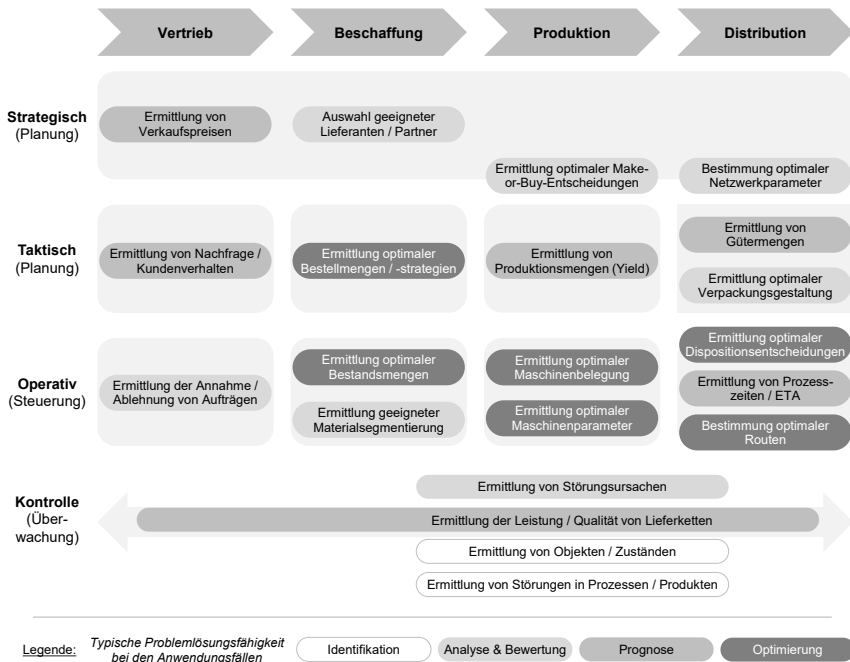 Vertrieb
Beschaffung
Produktion
Distribution
Strategisch
(Planung)
Ermittlung von
Verkaufspreisen
Auswahl geeigneter
Lieferanten / Partner
Ermittlung optimaler Make-
or-Buy-Entscheidungen
Bestimmung optimaler
Netzwerkparameter
Taktisch
(Planung)
Ermittlung von Nachfrage /
Kundenverhalten
Ermittlung optimaler
Bestellmengen / -strategien
Ermittlung von
Produktionsmengen (Yield)
Ermittlung von
Gütermengen
Ermittlung optimaler
Verpackungsgestaltung
Operativ
(Steuerung)
Ermittlung der Annahme /
Ablehnung von Aufträgen
Ermittlung optimaler
Bestandsmengen
Ermittlung geeigneter
Materialsegmentierung
Ermittlung optimaler
Maschinenbelegung
Ermittlung optimaler
Maschinenparameter
Ermittlung optimaler
Dispositionsentscheidungen
Ermittlung von Prozess-
zeiten / ETA
Bestimmung optimaler
Routen
Kontrolle
(Über-
wachung)
Ermittlung von Störungsursachen
Ermittlung der Leistung / Qualität von Lieferketten
Ermittlung von Objekten / Zuständen
Ermittlung von Störungen in Prozessen / Produkten
Legende:
Typische Problemlösungsfähigkeit
bei den Anwendungsfällen
Identifikation
Analyse & Bewertung
Prognose
Optimierung